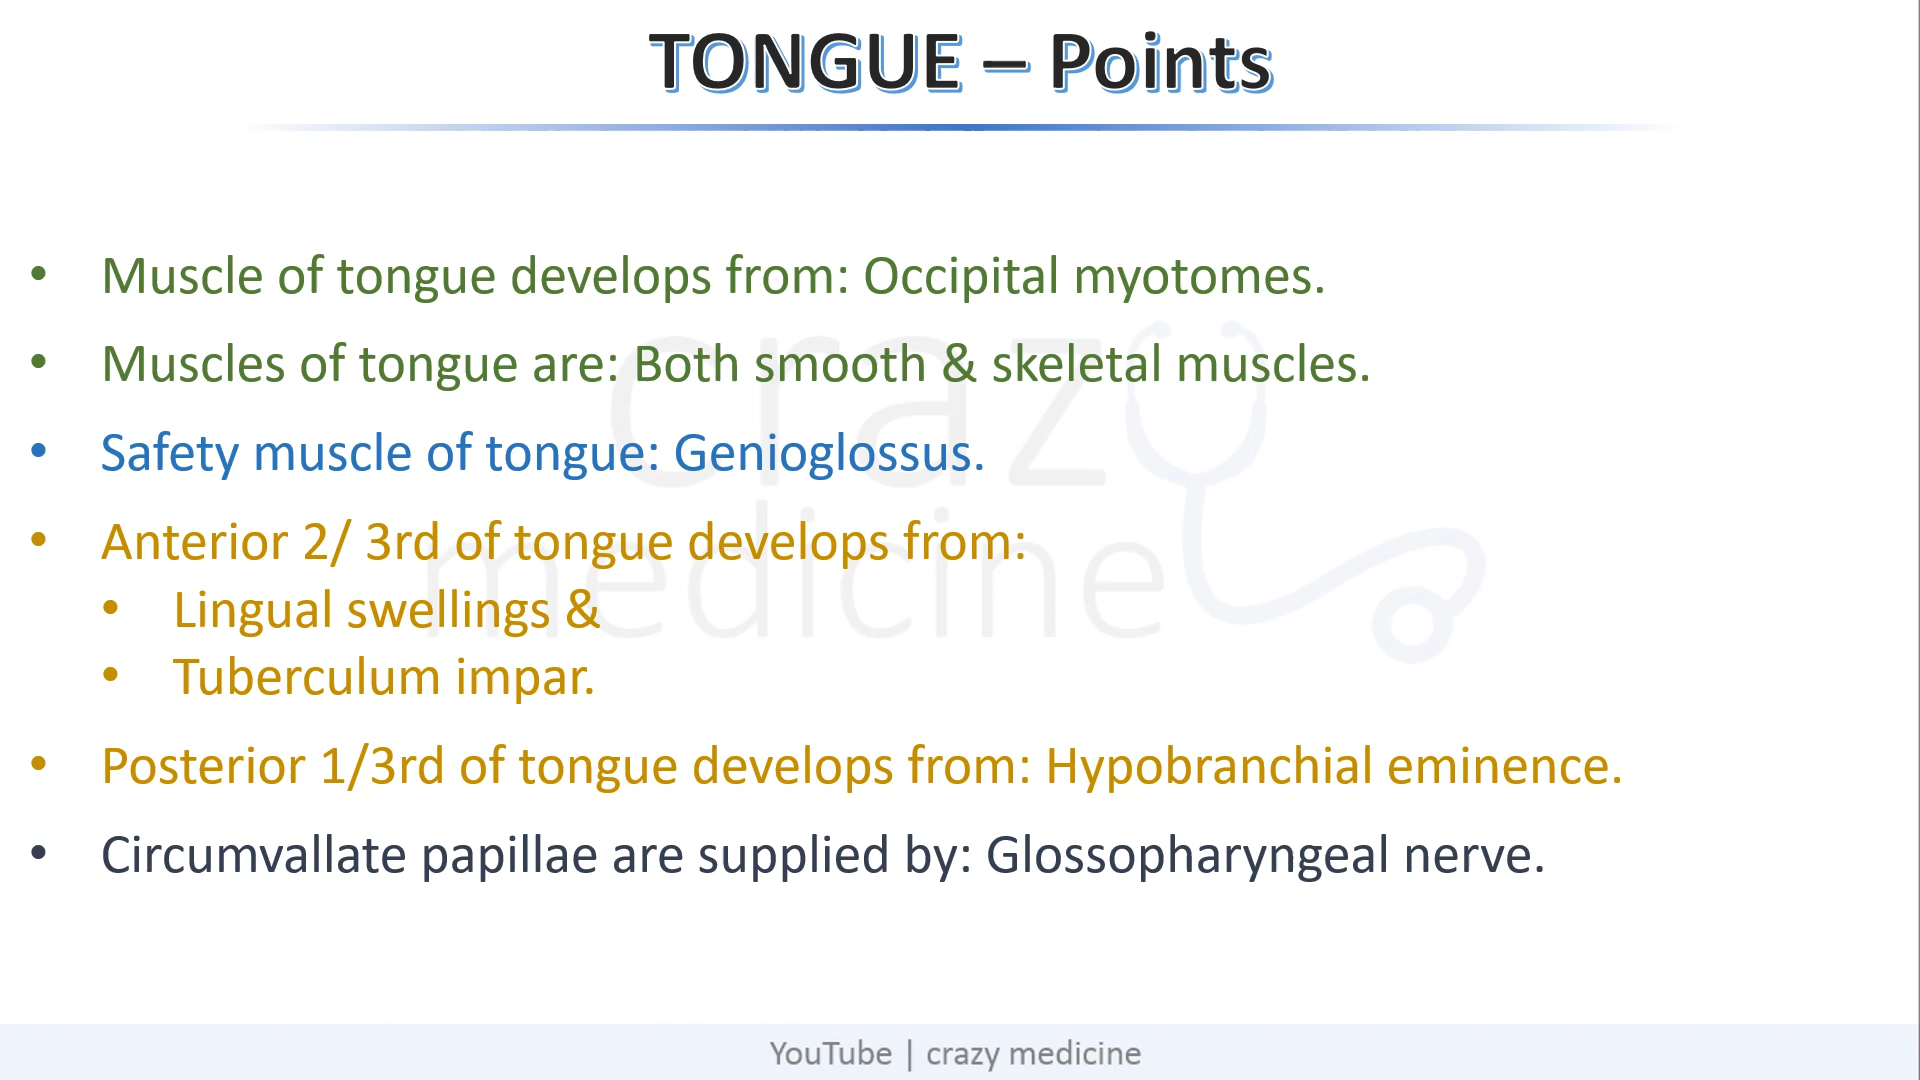 TONGUE – Points
• Muscle of tongue develops from: Occipital myotomes.
• Muscles of tongue are: Both smooth & skeletal muscles.
• Safety muscle of tongue: Genioglossus.
• Anterior 2/ 3rd of tongue develops from:
• Lingual swellings &
• Tuberculum impar.
• Posterior 1/3rd of tongue develops from: Hypobranchial eminence.
• Circumvallate papillae are supplied by: Glossopharyngeal nerve.
crazy
medicine
YouTube | crazy medicine